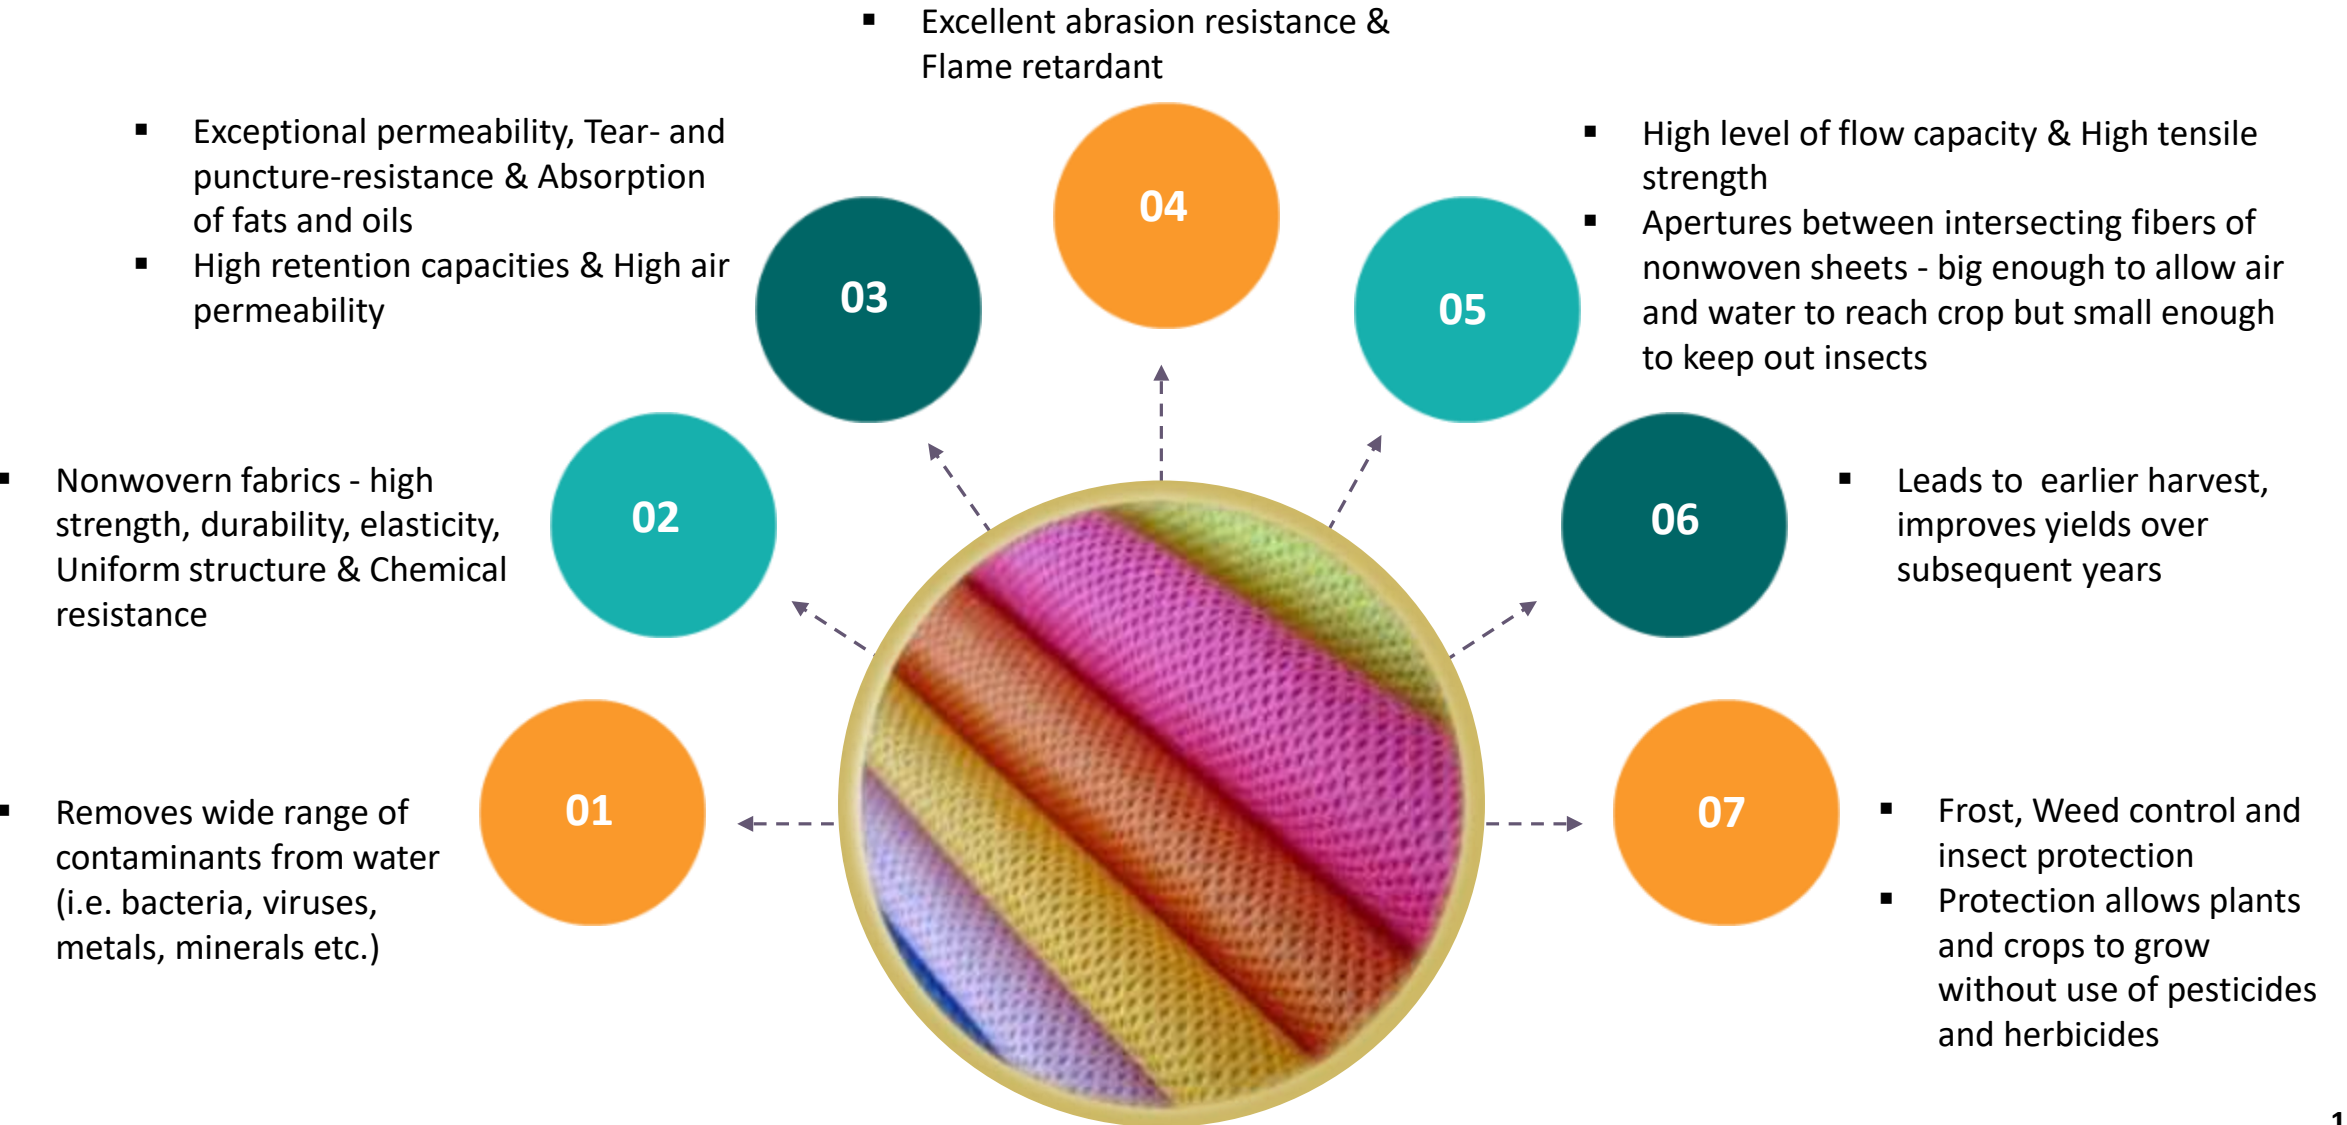 ▪ Excellent abrasion resistance &
Flame retardant
▪ Exceptional permeability, Tear- and
puncture-resistance & Absorption
of fats and oils
▪ High retention capacities & High air
permeability
03
04
05
▪ High level of flow capacity & High tensile
strength
▪ Apertures between intersecting fibers of
nonwoven sheets - big enough to allow air
and water to reach crop but small enough
to keep out insects
▪ Nonwovern fabrics - high
strength, durability, elasticity,
Uniform structure & Chemical
resistance
02
06
▪ Leads to  earlier harvest,
improves yields over
subsequent years
▪ Removes wide range of
contaminants from water
(i.e. bacteria, viruses,
metals, minerals etc.)
01
07
▪ Frost, Weed control and
insect protection
▪ Protection allows plants
and crops to grow
without use of pesticides
and herbicides
1